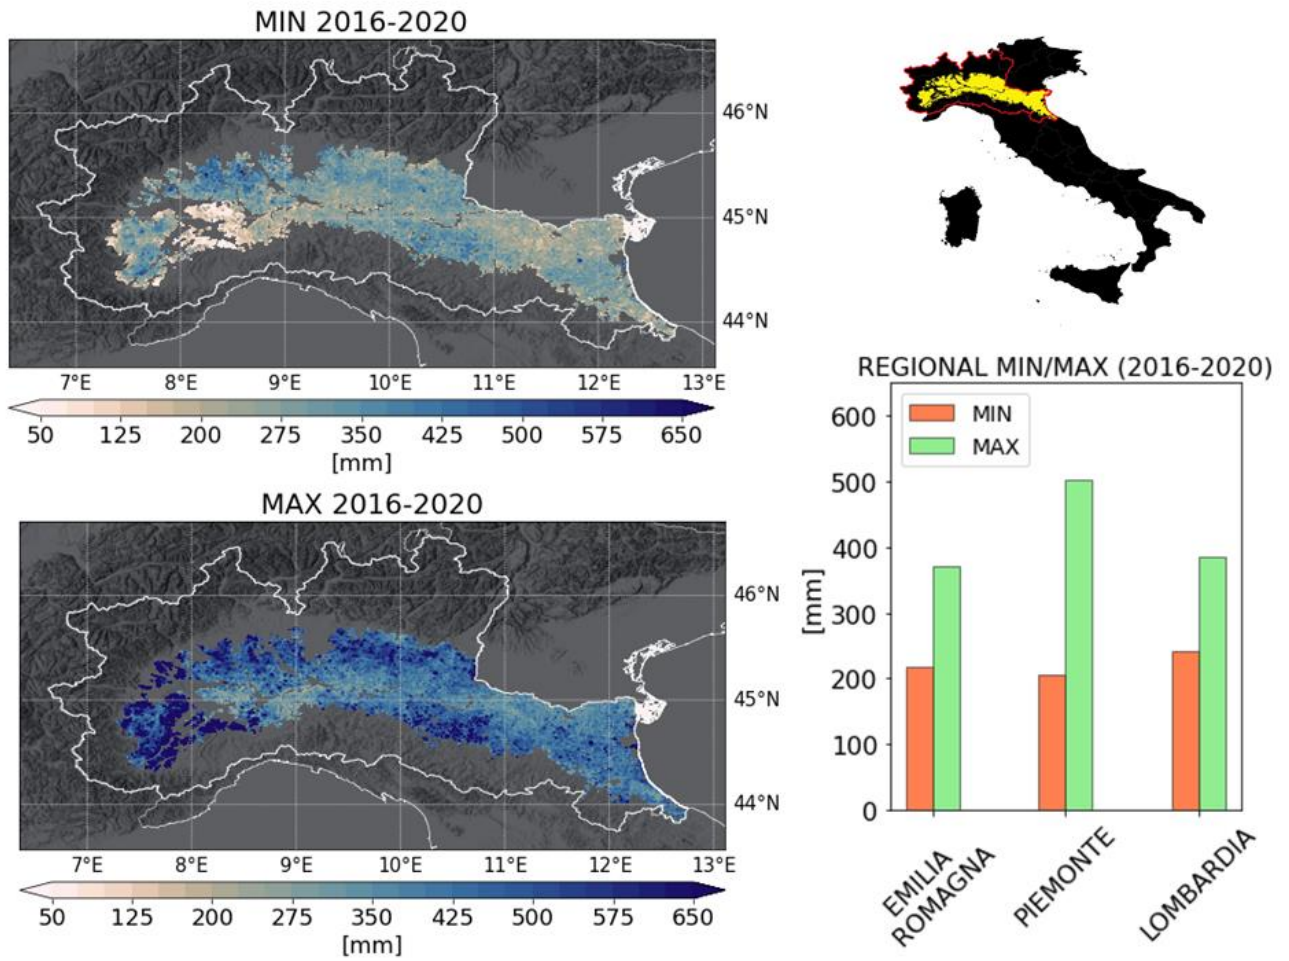 MIN 2016-2020
46°N
45°N
44°N
7°E 8°E 9°E 10°E 11°E 12°E 13°E
50 125 200 275 350 425 500 575 650
[mm]
MAX 2016-2020
46°N
45°N
44°N
7°E 8°E 9°E 10°E 11°E 12°E 13°E
50 125 200 275 350 425 500 575 650
[mm]
REGIONAL MIN/MAX (2016-2020)
MIN
MAX
600
500
400
300
200
100
0
[mm]
EMILIA
ROMAGNA
PIEMONTE
LOMBARDIA